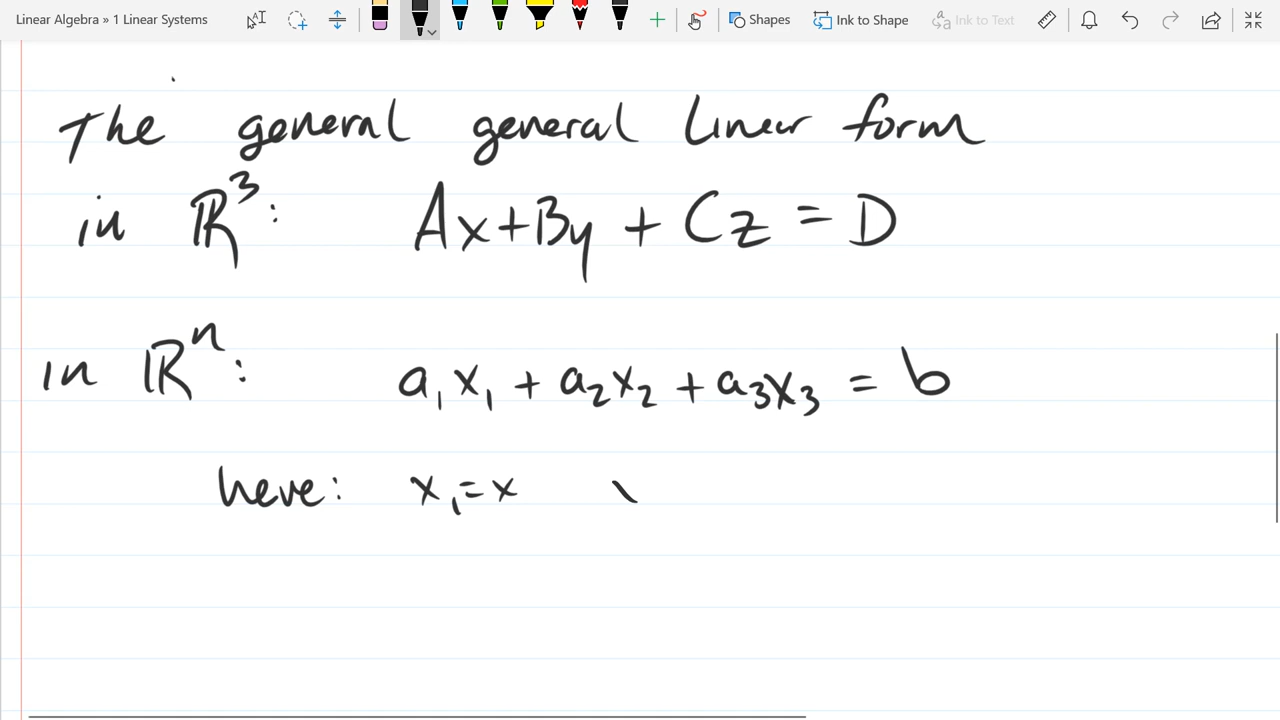 Linear Algebra » 1 Linear Systems Shapes Ink to Shape Ink to Text
The general general linear form
in ℝ³: Ax+By + Cz = D
in ℝⁿ: a₁x₁ + a₂x₂ + a₃x₃ = b
here: x₁=x